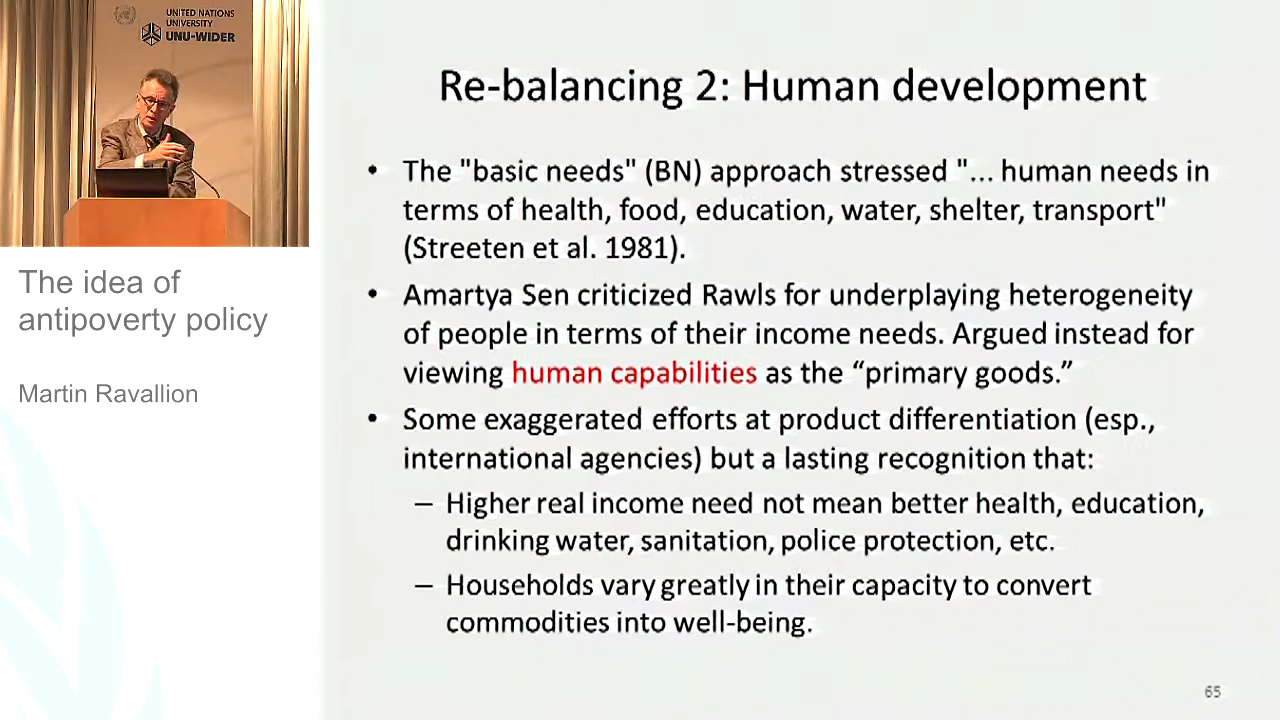 UNITED NATIONS
UNIVERSITY
UNU-WIDER
The idea of
antipoverty policy
Martin Ravallion
Re-balancing 2: Human development
• The "basic needs" (BN) approach stressed "... human needs in
terms of health, food, education, water, shelter, transport"
(Streeten et al. 1981).
• Amartya Sen criticized Rawls for underplaying heterogeneity
of people in terms of their income needs. Argued instead for
viewing human capabilities as the “primary goods.”
• Some exaggerated efforts at product differentiation (esp.,
international agencies) but a lasting recognition that:
– Higher real income need not mean better health, education,
drinking water, sanitation, police protection, etc.
– Households vary greatly in their capacity to convert
commodities into well-being.
65